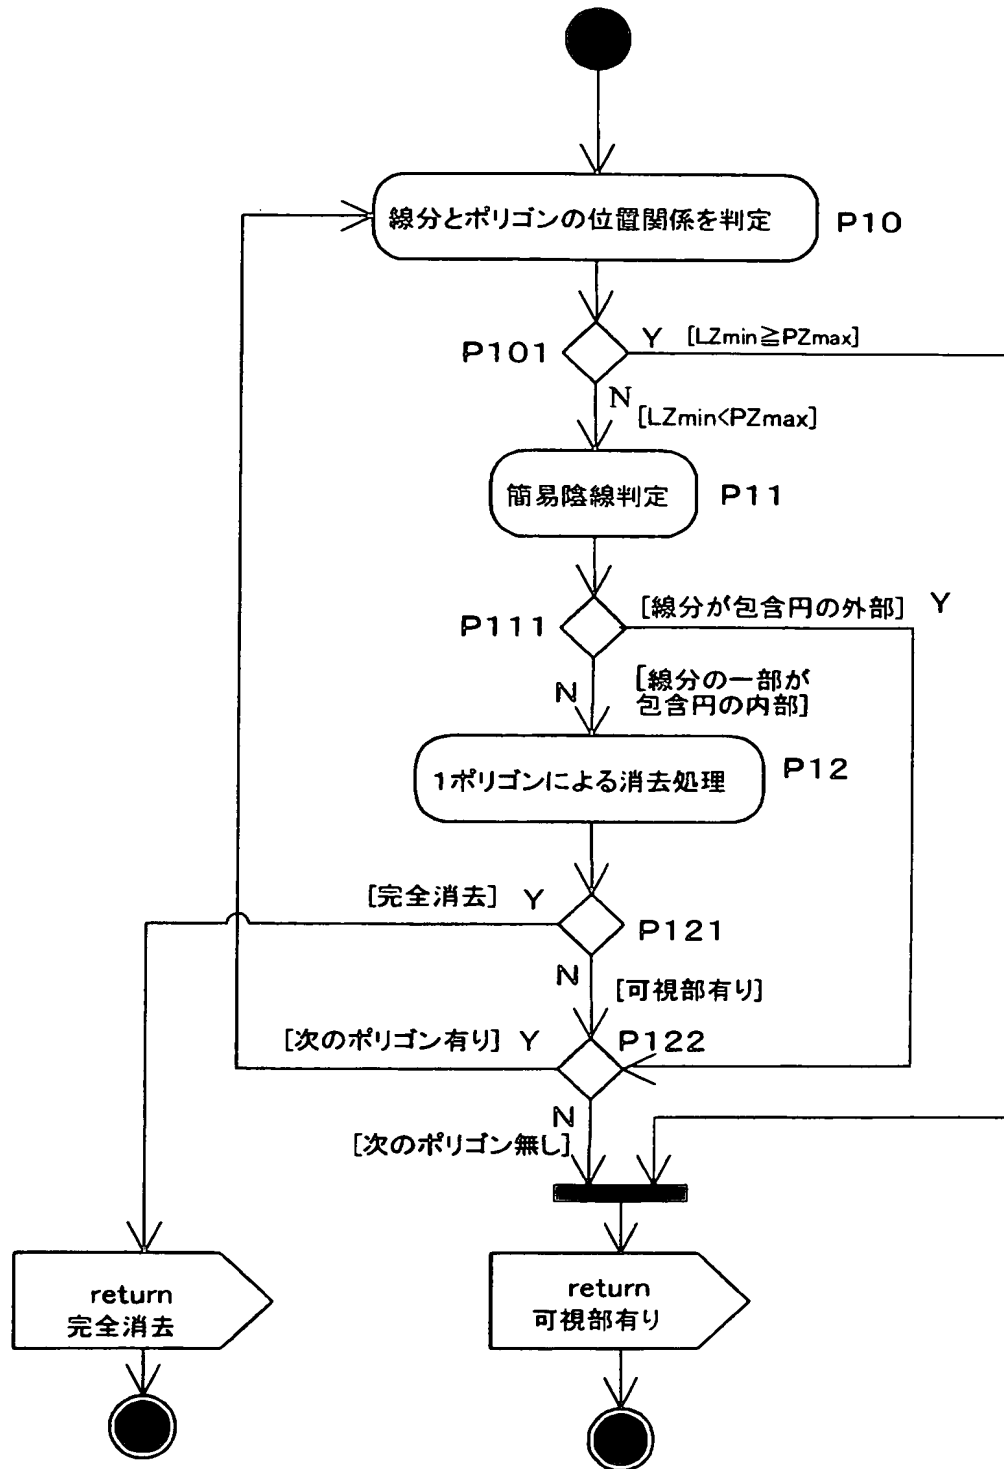 線分とポリゴンの位置関係を判定
P10
P101
Y [LZmin≧PZmax]
N
[LZmin<PZmax]
簡易陰線判定
P11
P111
[線分が包含円の外部] Y
N
[線分の一部が
包含円の内部]
1ポリゴンによる消去処理
P12
[完全消去] Y
P121
N
[可視部有り]
[次のポリゴン有り] Y
P122
N
[次のポリゴン無し]
return
完全消去
return
可視部有り